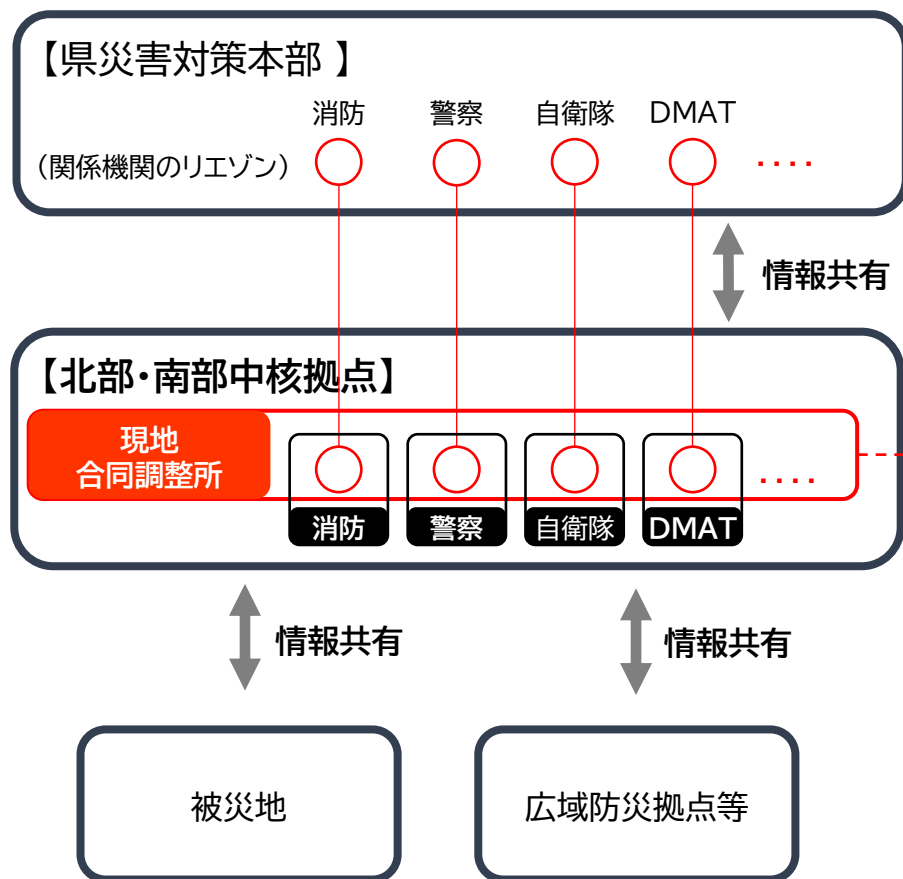 【県災害対策本部 】
消防 警察 自衛隊 DMAT
(関係機関のリエゾン) ‥‥
情報共有
【北部・南部中核拠点】
現地
合同調整所
‥‥
消防 警察 自衛隊 DMAT
情報共有 情報共有
被災地 広域防災拠点等